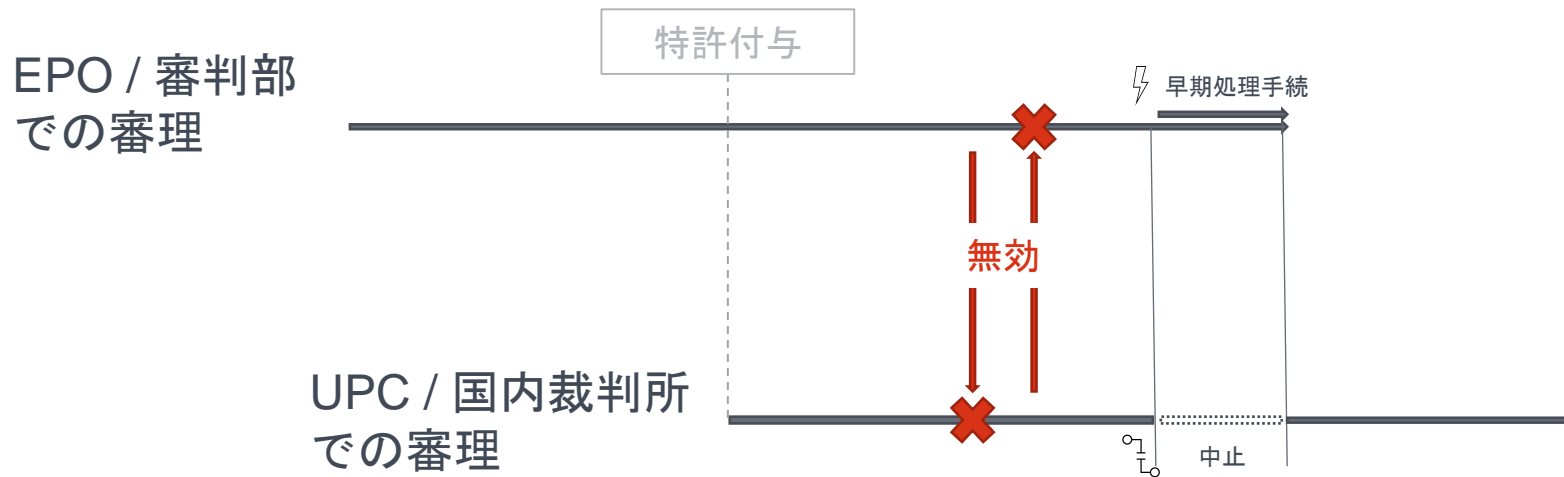 特許付与
EPO / 審判部
での審理
早期処理手続
無効
UPC / 国内裁判所
での審理
中止